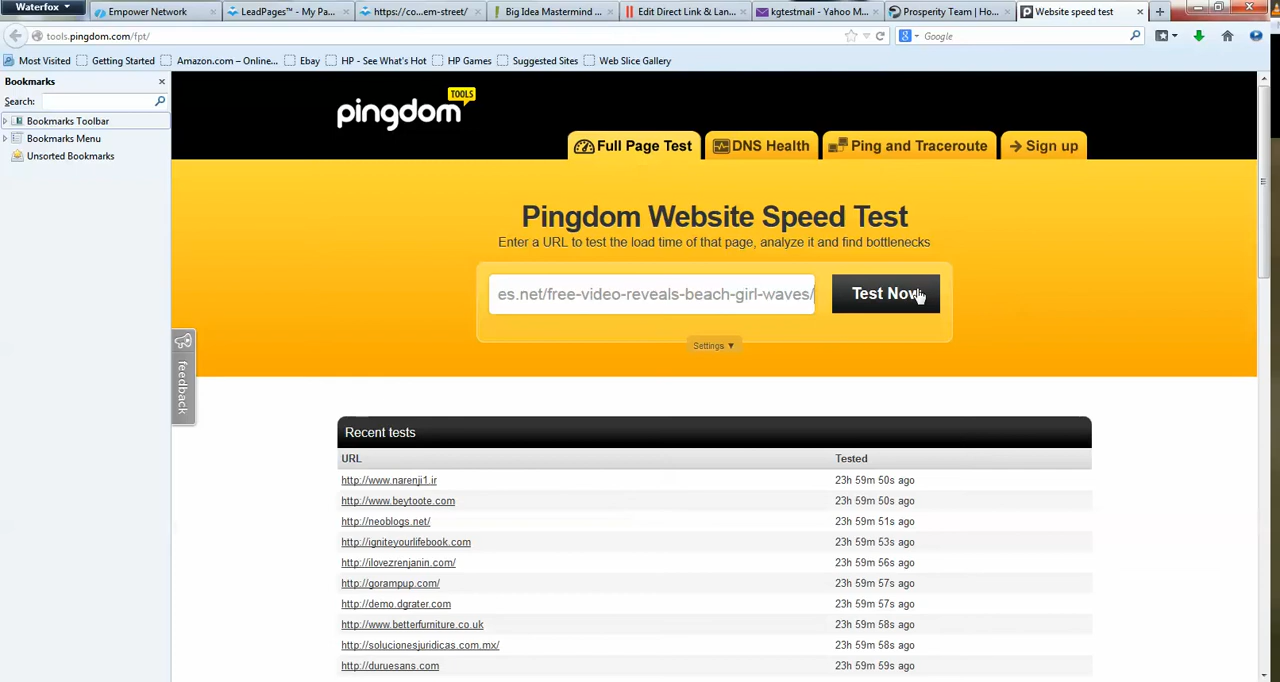 Waterfox
Empower Network
LeadPages™ - My Pa...
https://co...em-street/
Big Idea Mastermind ...
Edit Direct Link & Lan...
kgtestmail - Yahoo M...
Prosperity Team | Ho...
Website speed test
tools.pingdom.com/fpt/
Google
Most Visited
Getting Started
Amazon.com – Online...
Ebay
HP - See What's Hot
HP Games
Suggested Sites
Web Slice Gallery
Bookmarks
Search:
Bookmarks Toolbar
Bookmarks Menu
Unsorted Bookmarks
TOOLS
pingdom
Full Page Test
DNS Health
Ping and Traceroute
Sign up
Pingdom Website Speed Test
Enter a URL to test the load time of that page, analyze it and find bottlenecks
es.net/free-video-reveals-beach-girl-waves/
Test Now
Settings ▼
feedback
Recent tests
URL Tested
http://www.narenji1.ir 23h 59m 50s ago
http://www.beytoote.com 23h 59m 50s ago
http://neoblogs.net/ 23h 59m 51s ago
http://igniteyourlifebook.com 23h 59m 53s ago
http://ilovezrenjanin.com/ 23h 59m 56s ago
http://gorampup.com/ 23h 59m 57s ago
http://demo.dgrater.com 23h 59m 57s ago
http://www.betterfurniture.co.uk 23h 59m 58s ago
http://solucionesjuridicas.com.mx/ 23h 59m 58s ago
http://duruesans.com 23h 59m 59s ago